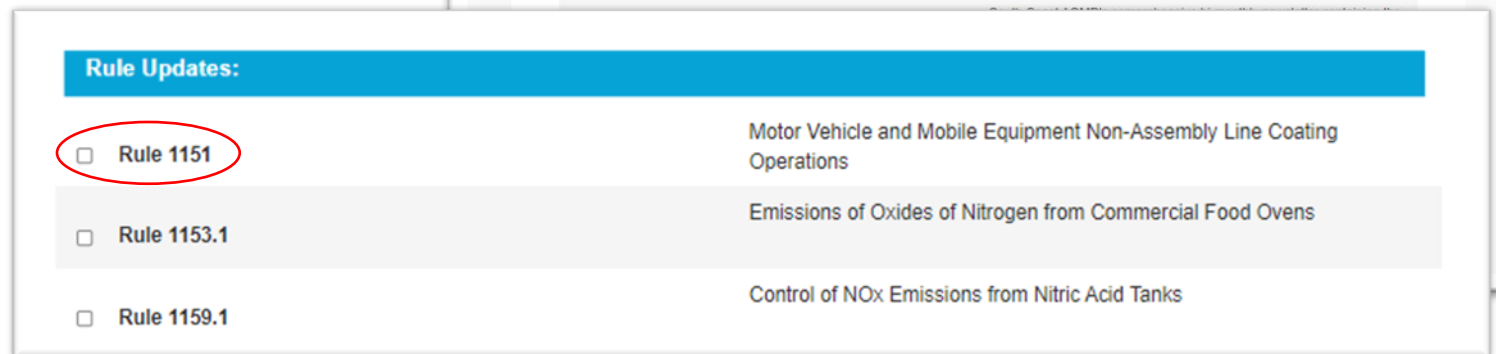 Rule Updates:
Rule 1151
Motor Vehicle and Mobile Equipment Non-Assembly Line Coating
Operations
Rule 1153.1
Emissions of Oxides of Nitrogen from Commercial Food Ovens
Rule 1159.1
Control of NOx Emissions from Nitric Acid Tanks